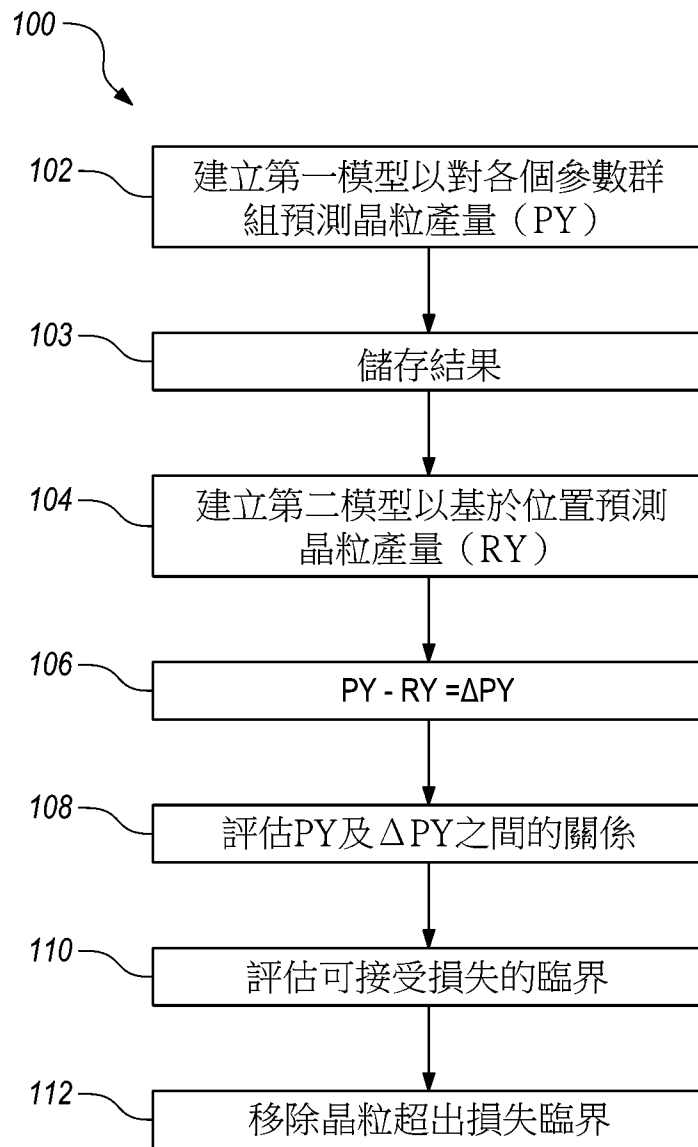 100
102
建立第一模型以對各個參數群
組預測晶粒產量（PY）
103
儲存結果
104
建立第二模型以基於位置預測
晶粒產量（RY）
106
PY - RY =ΔPY
108
評估PY及ΔPY之間的關係
110
評估可接受損失的臨界
112
移除晶粒超出損失臨界